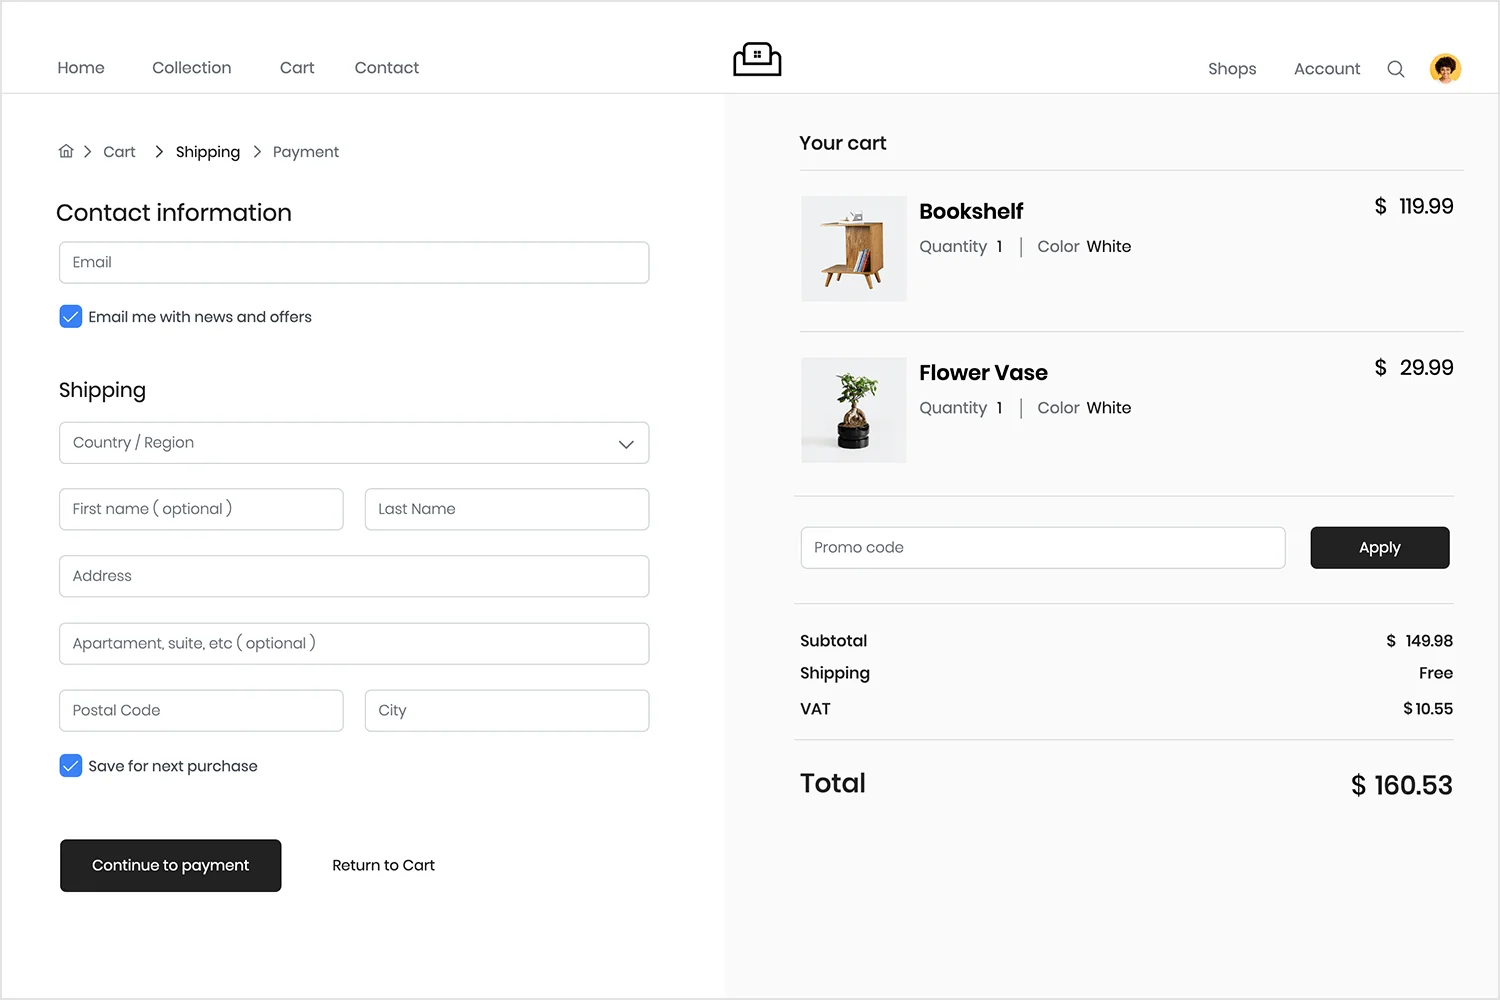 Home Collection Cart Contact Shops Account
Cart > Shipping > Payment
Contact information
Email
Email me with news and offers
Shipping
Country / Region
First name ( optional ) Last Name
Address
Apartament, suite, etc ( optional )
Postal Code City
Save for next purchase
Continue to payment Return to Cart
Your cart
Bookshelf $ 119.99
Quantity 1 | Color White
Flower Vase $ 29.99
Quantity 1 | Color White
Promo code Apply
Subtotal $ 149.98
Shipping Free
VAT $ 10.55
Total $ 160.53